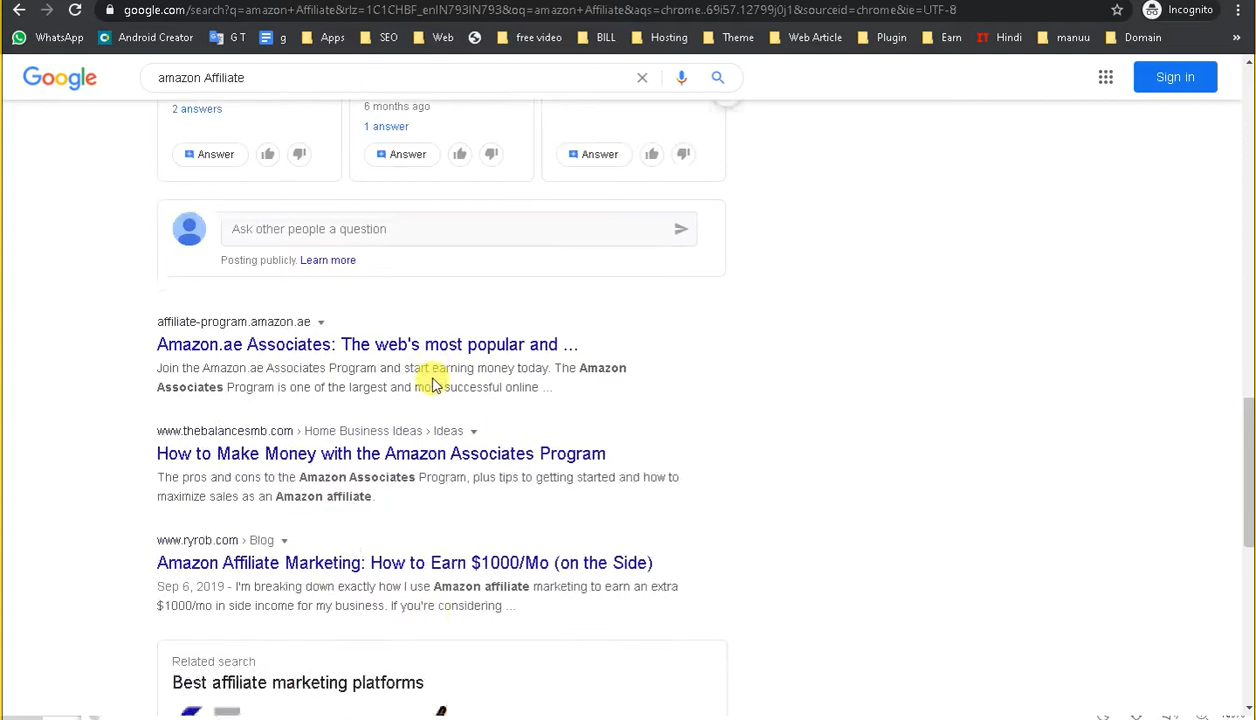 google.com/search?q=amazon+Affiliate&rlz=1C1CHBF_enIN793IN793&oq=amazon+Affiliate&aqs=chrome..69i57.12799j0j1&sourceid=chrome&ie=UTF-8
Incognito
WhatsApp
Android Creator
G T
g
Apps
SEO
Web
free video
BILL
Hosting
Theme
Web Article
Plugin
Earn
Hindi
manuu
Domain
»
Google
amazon Affiliate
Sign in
2 answers
6 months ago
1 answer
Answer
Answer
Answer
Ask other people a question
Posting publicly. Learn more
affiliate-program.amazon.ae
Amazon.ae Associates: The web's most popular and ...
Join the Amazon.ae Associates Program and start earning money today. The Amazon
Associates Program is one of the largest and most successful online ...
www.thebalancesmb.com › Home Business Ideas › Ideas
How to Make Money with the Amazon Associates Program
The pros and cons to the Amazon Associates Program, plus tips to getting started and how to
maximize sales as an Amazon affiliate.
www.ryrob.com › Blog
Amazon Affiliate Marketing: How to Earn $1000/Mo (on the Side)
Sep 6, 2019 - I'm breaking down exactly how I use Amazon affiliate marketing to earn an extra
$1000/mo in side income for my business. If you're considering ...
Related search
Best affiliate marketing platforms